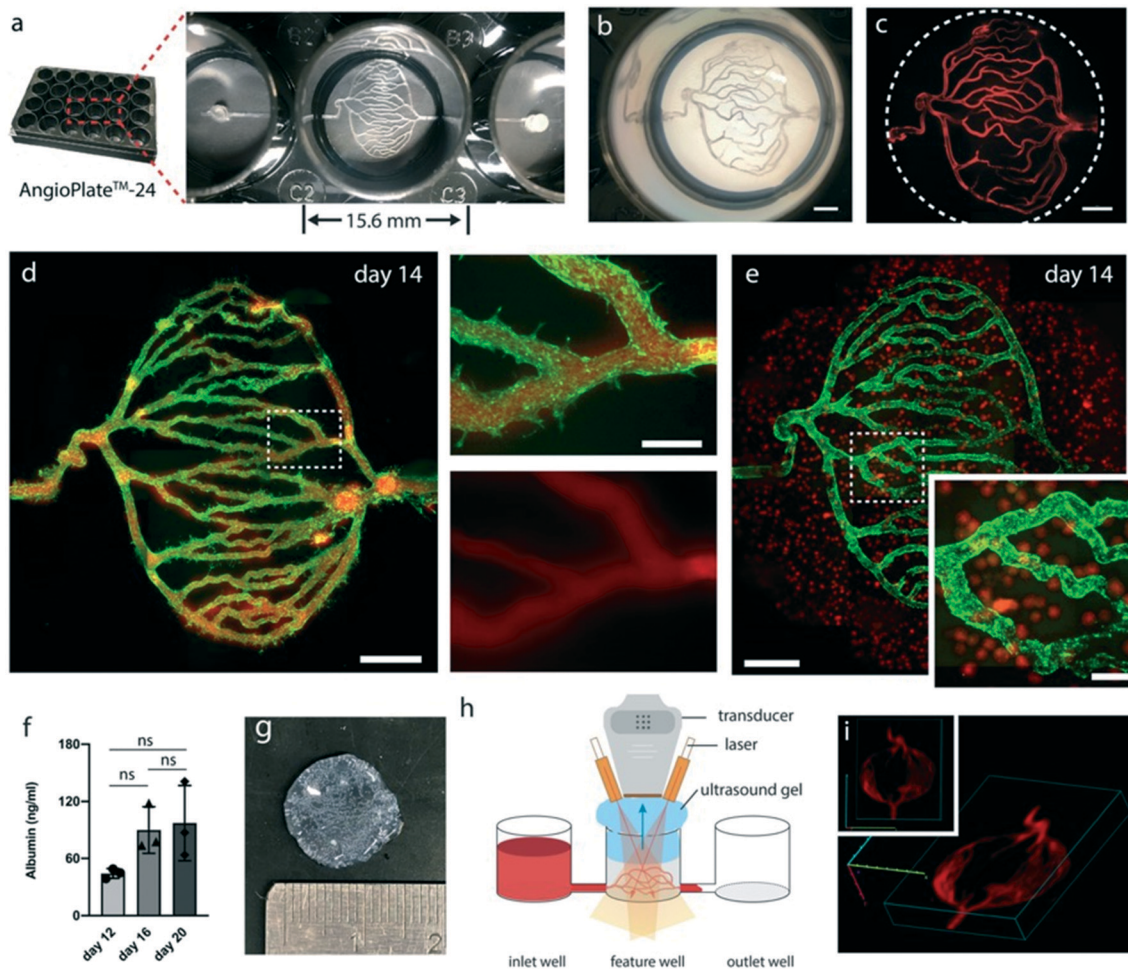 a
B2
B3
C2
C3
AngioPlate™-24
15.6 mm
b
c
d
day 14
e
day 14
f
Albumin (ng/ml)
180
120
60
0
ns
ns
ns
day 12
day 16
day 20
g
1
2
h
transducer
laser
ultrasound gel
inlet well
feature well
outlet well
i